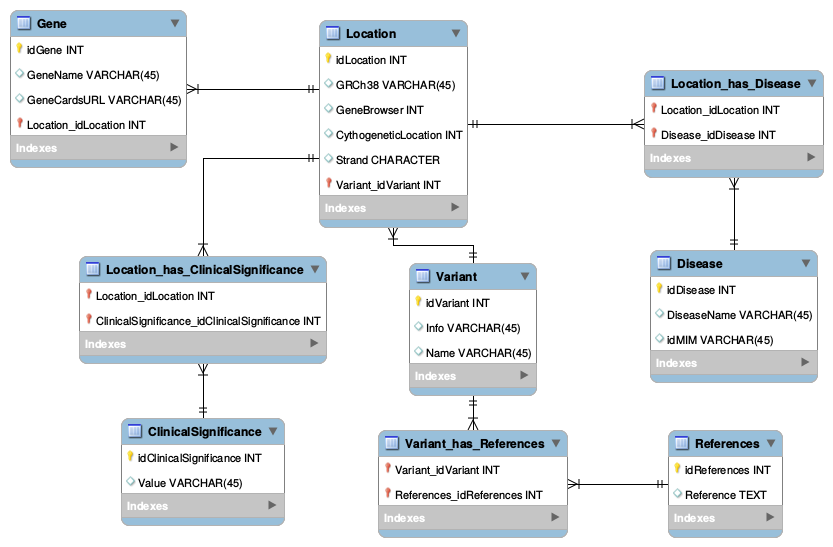 Gene
idGene INT
GeneName VARCHAR(45)
GeneCardsURL VARCHAR(45)
Location_idLocation INT
Indexes
Location
idLocation INT
GRCh38 VARCHAR(45)
GeneBrowser INT
CythogeneticLocation INT
Strand CHARACTER
Variant_idVariant INT
Indexes
Location_has_Disease
Location_idLocation INT
Disease_idDisease INT
Indexes
Location_has_ClinicalSignificance
Location_idLocation INT
ClinicalSignificance_idClinicalSignificance INT
Indexes
Variant
idVariant INT
Info VARCHAR(45)
Name VARCHAR(45)
Indexes
Disease
idDisease INT
DiseaseName VARCHAR(45)
idMIM VARCHAR(45)
Indexes
ClinicalSignificance
idClinicalSignificance INT
Value VARCHAR(45)
Indexes
Variant_has_References
Variant_idVariant INT
References_idReferences INT
Indexes
References
idReferences INT
Reference TEXT
Indexes